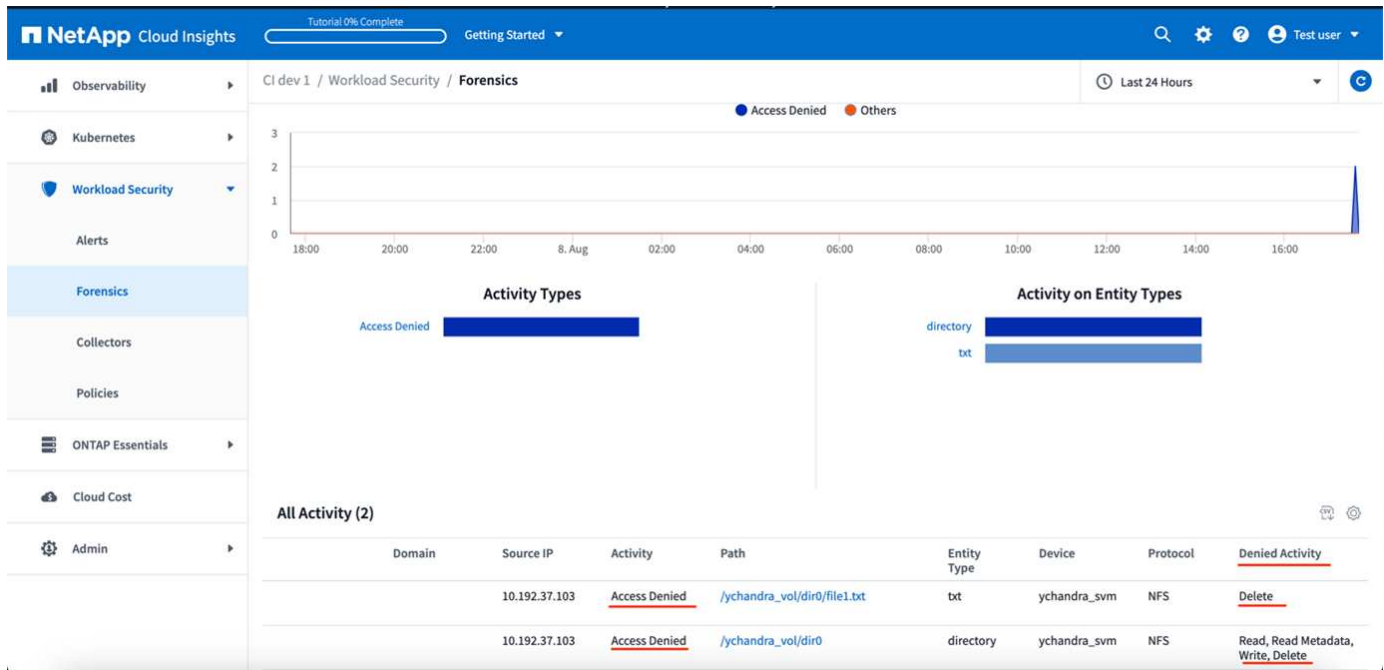 NetApp Cloud Insights
Tutorial 0% Complete
Getting Started
Test user
Observability
Kubernetes
Workload Security
Alerts
Forensics
Collectors
Policies
ONTAP Essentials
Cloud Cost
Admin
CI dev 1 / Workload Security / Forensics
Last 24 Hours
Access Denied Others
3
2
1
0
18:00 20:00 22:00 8. Aug 02:00 04:00 06:00 08:00 10:00 12:00 14:00 16:00
Activity Types
Access Denied
Activity on Entity Types
directory
txt
All Activity (2)
Domain Source IP Activity Path Entity Type Device Protocol Denied Activity
10.192.37.103 Access Denied /ychandra_vol/dir0/file1.txt txt ychandra_svm NFS Delete
10.192.37.103 Access Denied /ychandra_vol/dir0 directory ychandra_svm NFS Read, Read Metadata,
Write, Delete